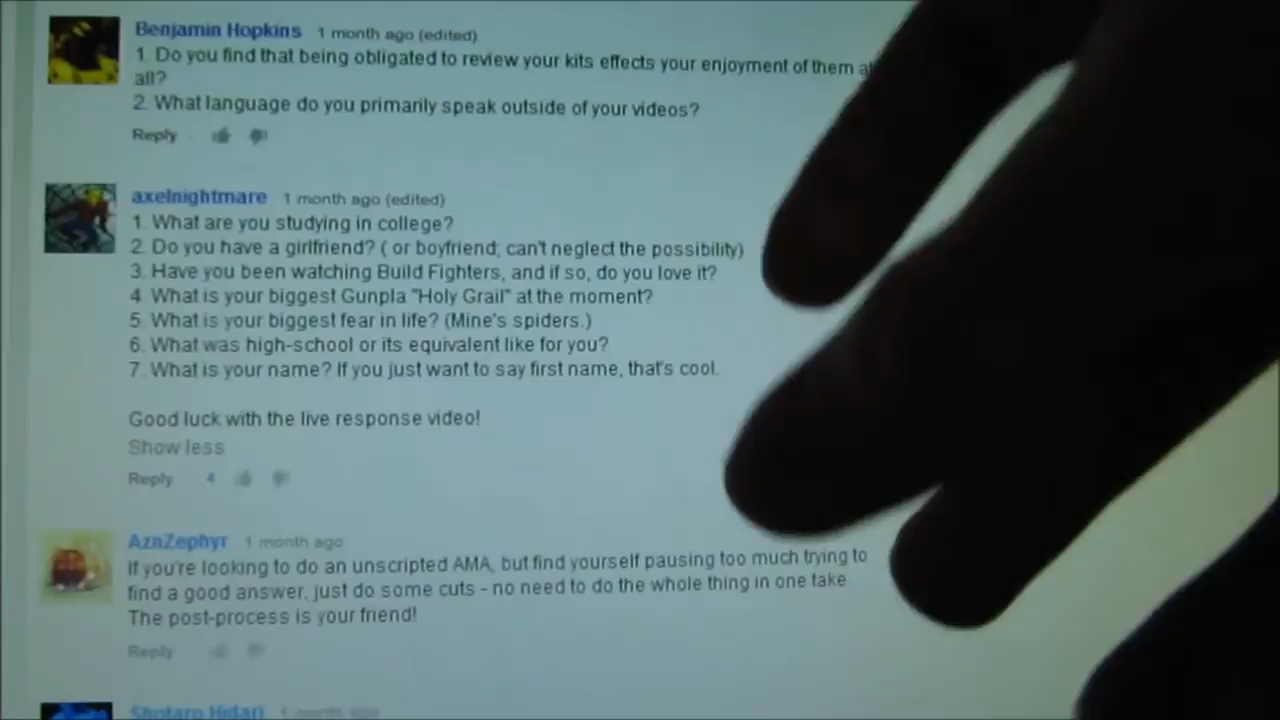 Benjamin Hopkins 1 month ago (edited)
1. Do you find that being obligated to review your kits effects your enjoyment of them at
all?
2. What language do you primarily speak outside of your videos?
Reply
axelnightmare 1 month ago (edited)
1. What are you studying in college?
2. Do you have a girlfriend? ( or boyfriend; can't neglect the possibility)
3. Have you been watching Build Fighters, and if so, do you love it?
4. What is your biggest Gunpla "Holy Grail" at the moment?
5. What is your biggest fear in life? (Mine's spiders.)
6. What was high-school or its equivalent like for you?
7. What is your name? If you just want to say first name, that's cool.
Good luck with the live response video!
Show less
Reply 4
AznZephyr 1 month ago
If you're looking to do an unscripted AMA, but find yourself pausing too much trying to
find a good answer, just do some cuts - no need to do the whole thing in one take
The post-process is your friend!
Reply
Shotaro Hidari 1 month ago